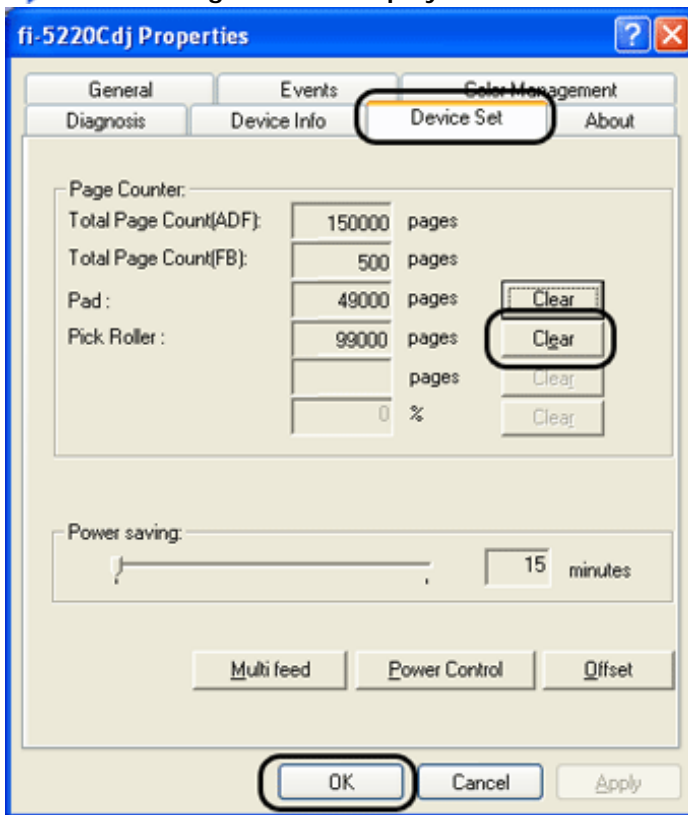 fi-5220Cdj Properties
General Events Color Management
Diagnosis Device Info Device Set About
Page Counter:
Total Page Count(ADF): 150000 pages
Total Page Count(FB): 500 pages
Pad : 49000 pages Clear
Pick Roller : 99000 pages Clear
pages Clear
0 % Clear
Power saving:
15 minutes
Multi feed Power Control Offset
OK Cancel Apply